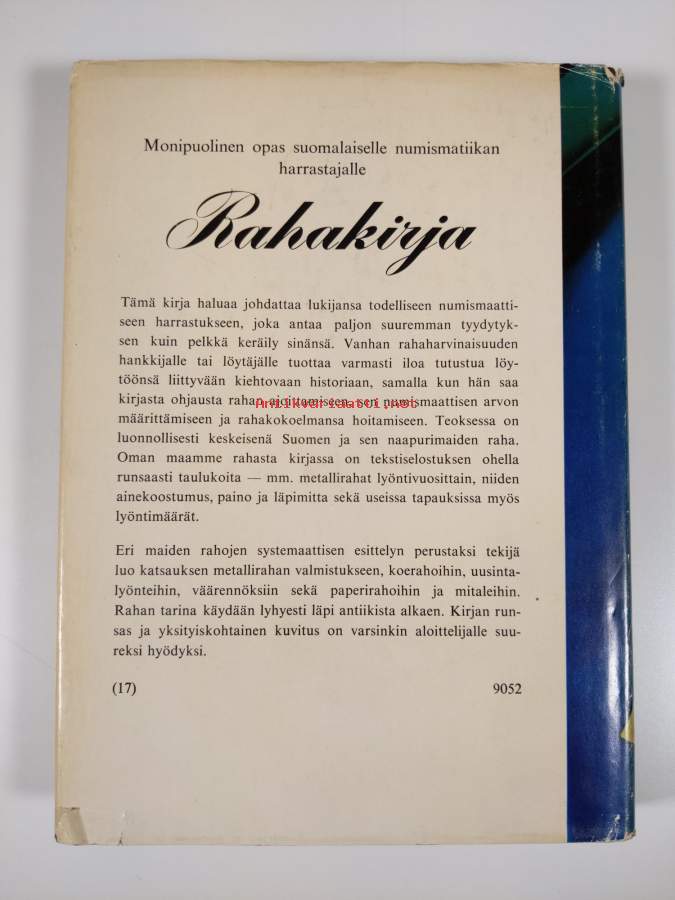 Monipuolinen opas suomalaiselle numismatiikan
harrastajalle
Rahakirja
Tämä kirja haluaa johdattaa lukijansa todelliseen numismaatti-
seen harrastukseen, joka antaa paljon suuremman tyydytyk-
sen kuin pelkkä keräily sinänsä. Vanhan rahaharvinaisuuden
hankkijalle tai löytäjälle tuottaa varmasti iloa tutustua löy-
töönsä liittyvään kiehtovaan historiaan, samalla kun hän saa
kirjasta ohjausta rahan ajoittamiseen, sen numismaattisen arvon
Antikvariaatti.net
määrittämiseen ja rahakokoelmansa hoitamiseen. Teoksessa on
luonnollisesti keskeisenä Suomen ja sen naapurimaiden raha.
Oman maamme rahasta kirjassa on tekstiselostuksen ohella
runsaasti taulukoita — mm. metallirahat lyöntivuosittain, niiden
ainekoostumus, paino ja läpimitta sekä useissa tapauksissa myös
lyöntimäärät.
Eri maiden rahojen systemaattisen esittelyn perustaksi tekijä
luo katsauksen metallirahan valmistukseen, koerahoihin, uusinta-
lyönteihin, väärennöksiin sekä paperirahoihin ja mitaleihin.
Rahan tarina käydään lyhyesti läpi antiikista alkaen. Kirjan run-
sas ja yksityiskohtainen kuvitus on varsinkin aloittelijalle suu-
reksi hyödyksi.
(17) 9052